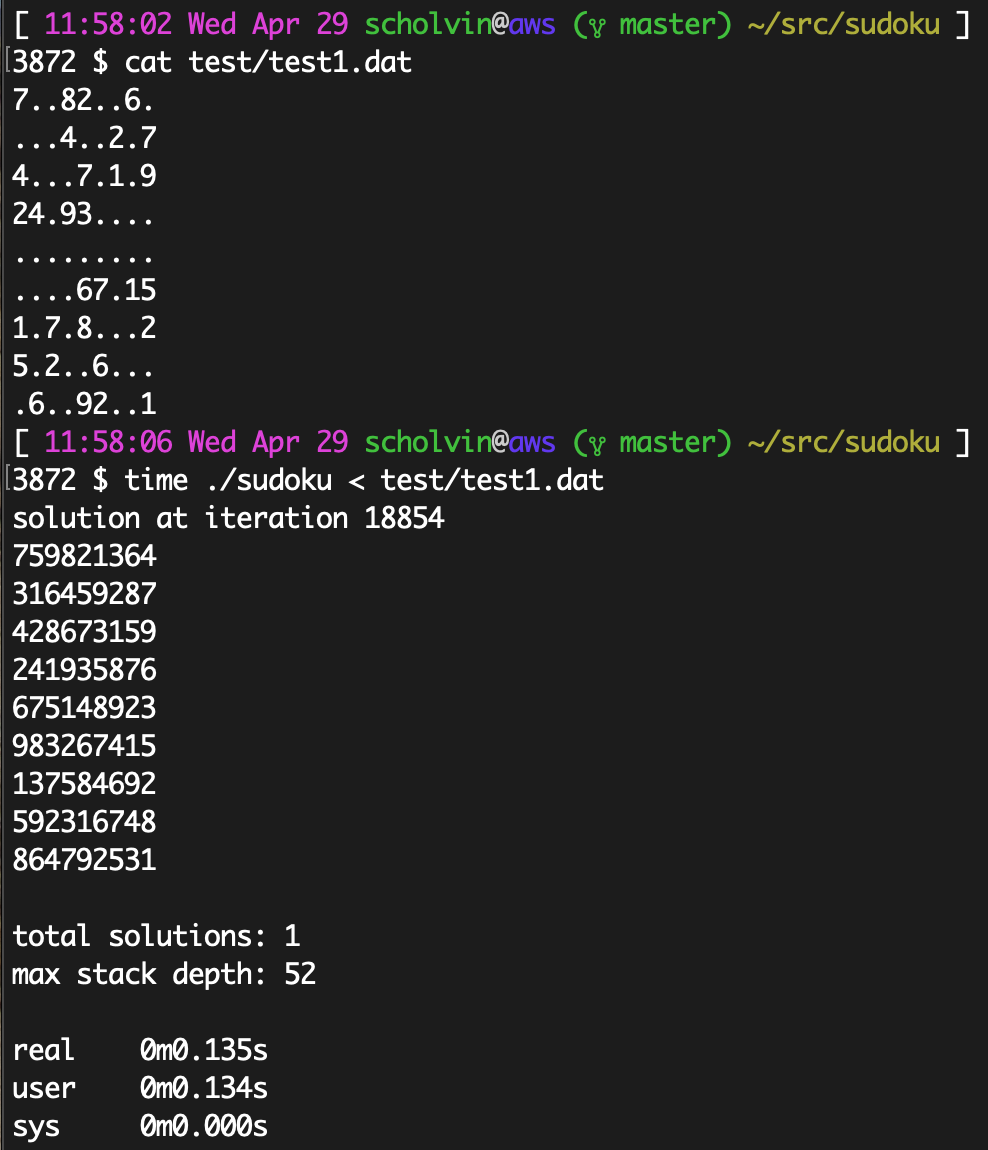 [ 11:58:02 Wed Apr 29 scholvin@aws (ᛘ master) ~/src/sudoku ]
[3872 $ cat test/test1.dat
7..82..6.
...4..2.7
4...7.1.9
24.93....
.........
....67.15
1.7.8...2
5.2..6...
.6..92..1
[ 11:58:06 Wed Apr 29 scholvin@aws (ᛘ master) ~/src/sudoku ]
[3872 $ time ./sudoku < test/test1.dat
solution at iteration 18854
759821364
316459287
428673159
241935876
675148923
983267415
137584692
592316748
864792531
total solutions: 1
max stack depth: 52
real 0m0.135s
user 0m0.134s
sys 0m0.000s